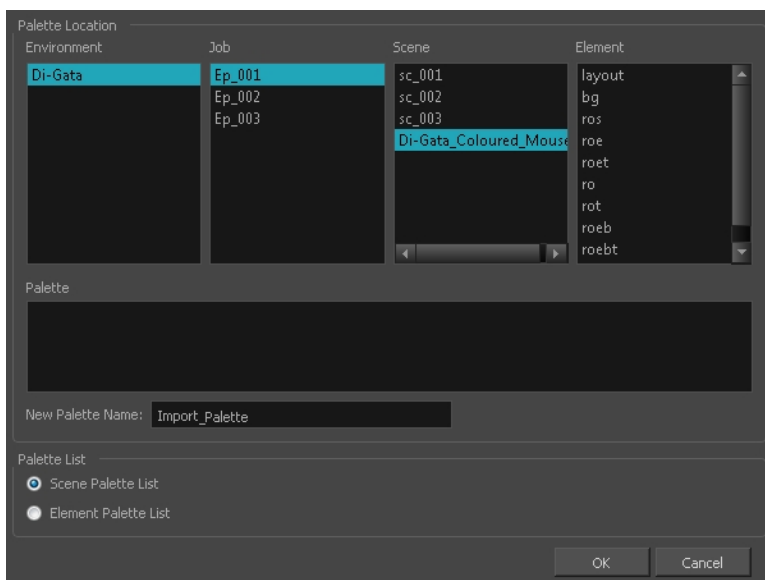 Palette Location
Environment
Job
Scene
Element
Di-Gata
Ep_001
Ep_002
Ep_003
sc_001
sc_002
sc_003
Di-Gata_Coloured_Mouse
layout
bg
ros
roe
roet
ro
rot
roeb
roebt
Palette
New Palette Name: Import_Palette
Palette List
Scene Palette List
Element Palette List
OK
Cancel